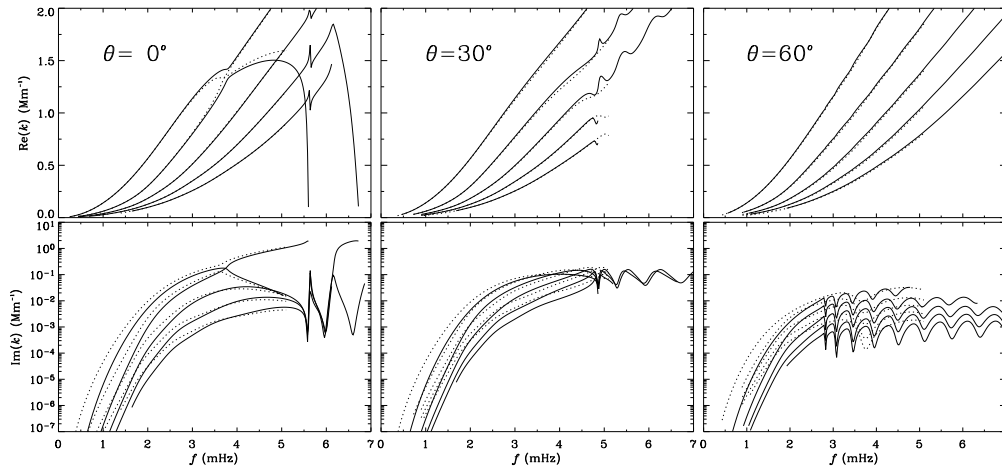 2.0
1.5
1.0
0.5
0.0
Re(k) (Mm⁻¹)
θ= 0°
θ=30°
θ=60°
10¹
10⁰
10⁻¹
10⁻²
10⁻³
10⁻⁴
10⁻⁵
10⁻⁶
10⁻⁷
Im(k) (Mm⁻¹)
0 1 2 3 4 5 6 7
0 1 2 3 4 5 6 7
0 1 2 3 4 5 6
f (mHz) f (mHz) f (mHz)